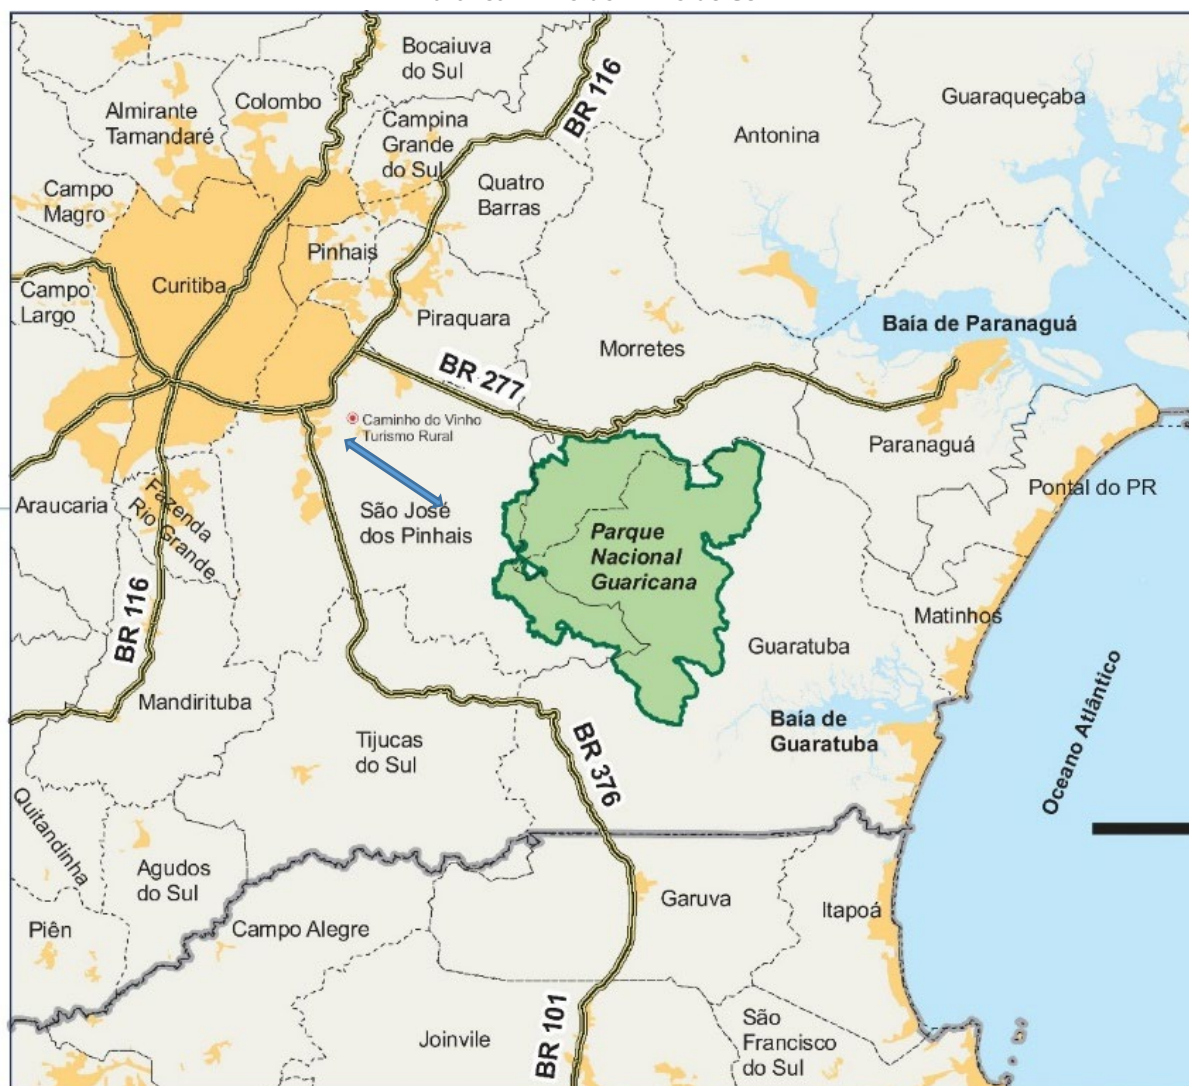 Bocaiuva
do Sul
BR 116
Guaraqueçaba
Almirante
Tamandaré
Colombo
Campina
Grande
do Sul
Antonina
Campo
Magro
Quatro
Barras
Pinhais
Curitiba
Campo
Largo
Piraquara
Baía de Paranaguá
Morretes
BR 277
Caminho do Vinho
Turismo Rural
Paranaguá
Pontal do PR
Araucaria
Fazenda
Rio Grande
São José
dos Pinhais
Parque
Nacional
Guaricana
Matinhos
BR 116
Guaratuba
Mandirituba
Baía de
Guaratuba
Oceano Atlântico
Tijucas
do Sul
BR 376
Quitandinha
Agudos
do Sul
Garuva
Itapoá
Piên
Campo Alegre
BR 101
Joinvile
São
Francisco
do Sul